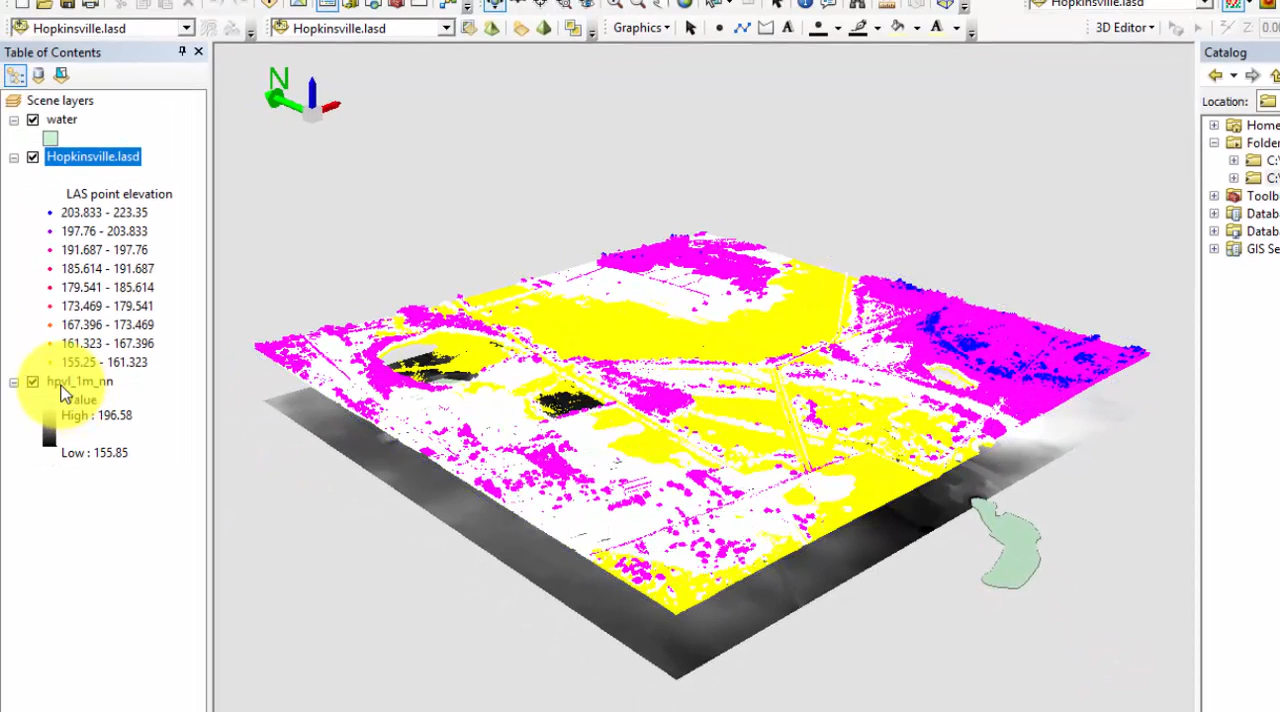 Hopkinsville.lasd
Hopkinsville.lasd
Hopkinsville.lasd
Graphics
A
A
3D Editor
Table of Contents
Scene layers
water
Hopkinsville.lasd
LAS point elevation
203.833 - 223.35
197.76 - 203.833
191.687 - 197.76
185.614 - 191.687
179.541 - 185.614
173.469 - 179.541
167.396 - 173.469
161.323 - 167.396
155.25 - 161.323
hpvl_1m_nn
Value
High : 196.58
Low : 155.85
N
Catalog
Location:
Home
Folder
C:\
C:\
Toolb
Datab
Datab
GIS Se